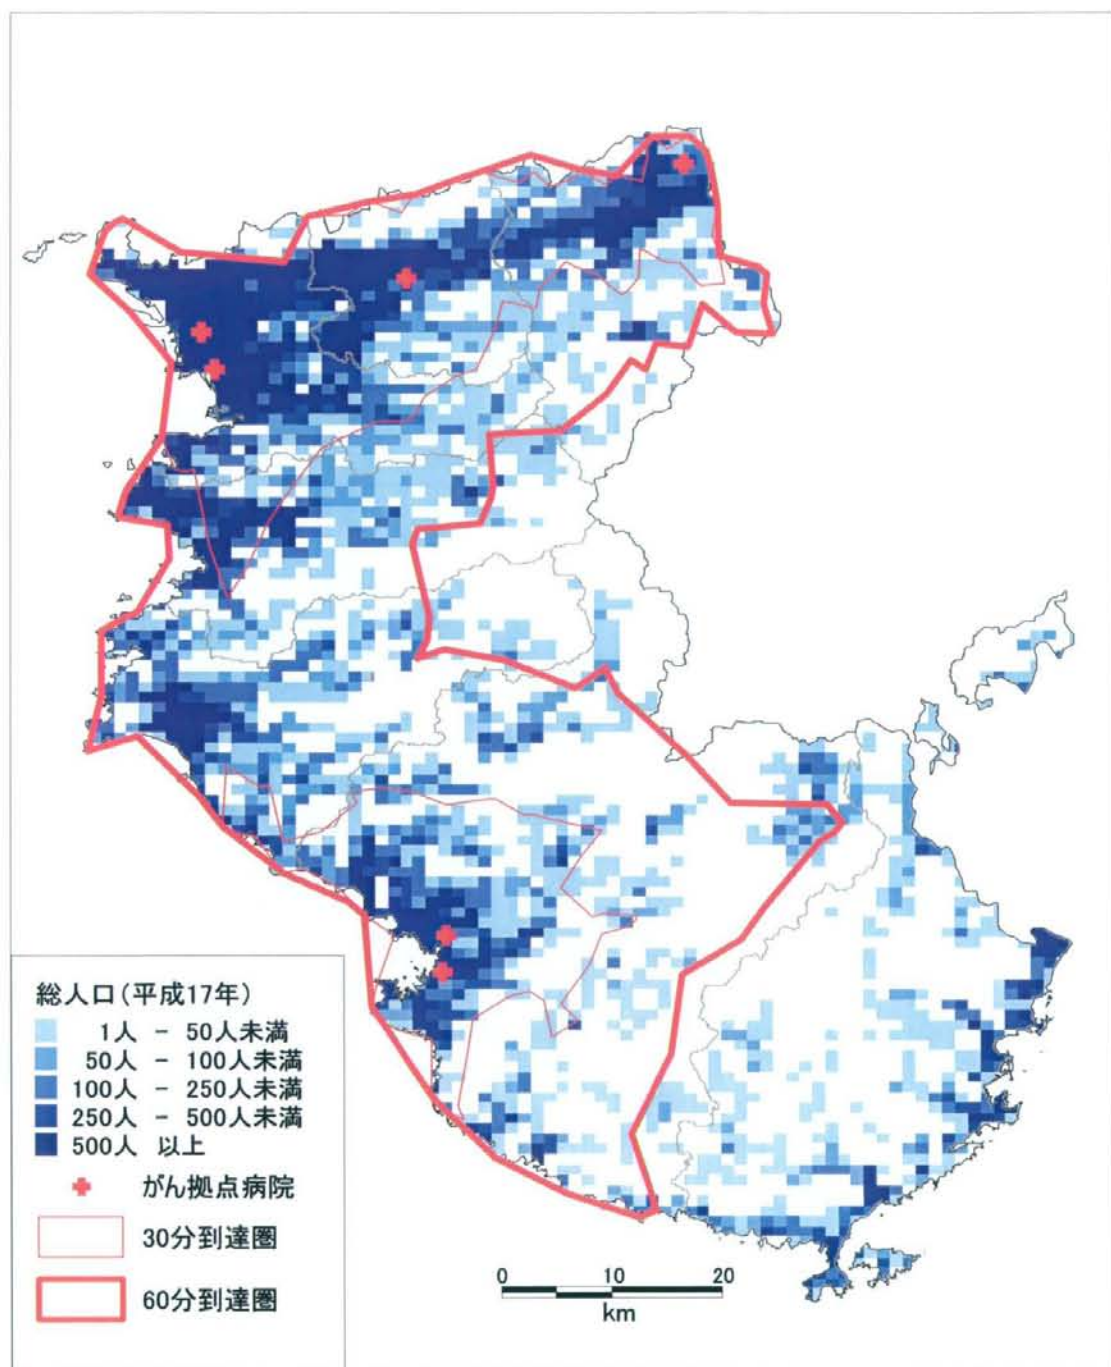 総人口(平成17年)
1人 - 50人未満
50人 - 100人未満
100人 - 250人未満
250人 - 500人未満
500人 以上
がん拠点病院
30分到達圏
60分到達圏
0 10 20
km